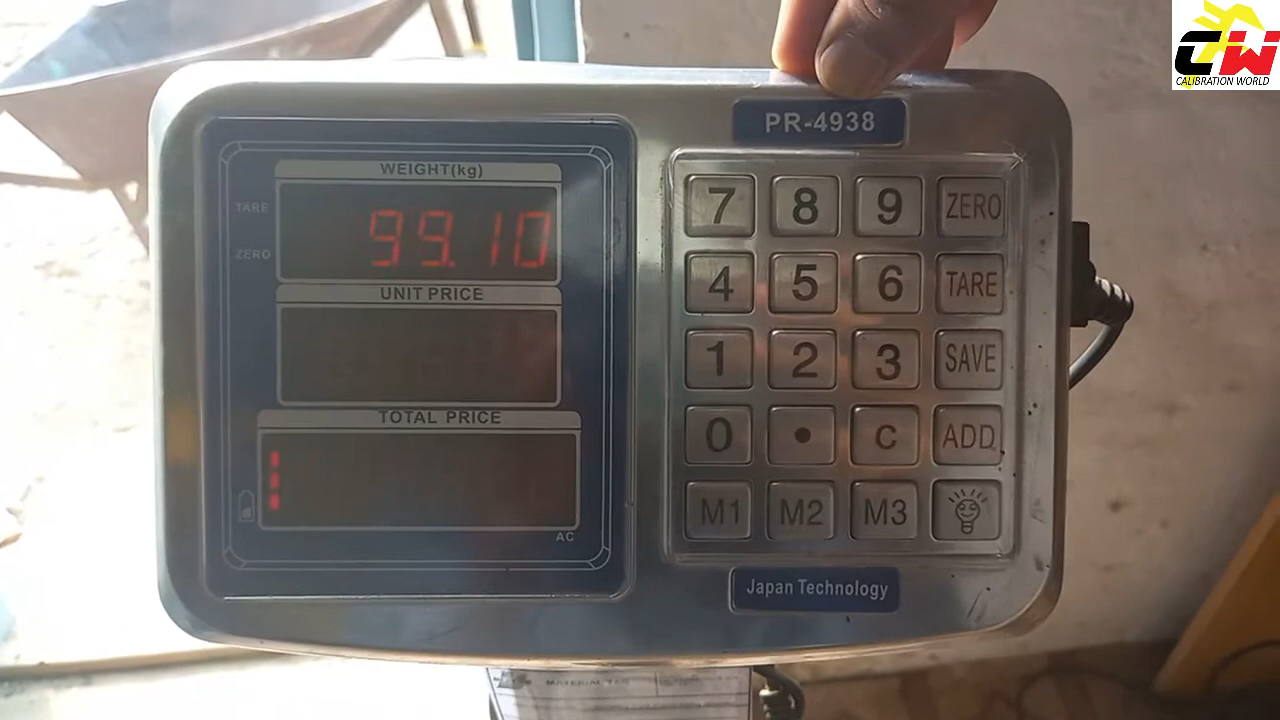 CW
CALIBRATION WORLD
PR-4938
WEIGHT(kg)
TARE
ZERO
99.10
UNIT PRICE
TOTAL PRICE
AC
7 8 9 ZERO
4 5 6 TARE
1 2 3 SAVE
0 • C ADD
M1 M2 M3
Japan Technology
MATERIAL